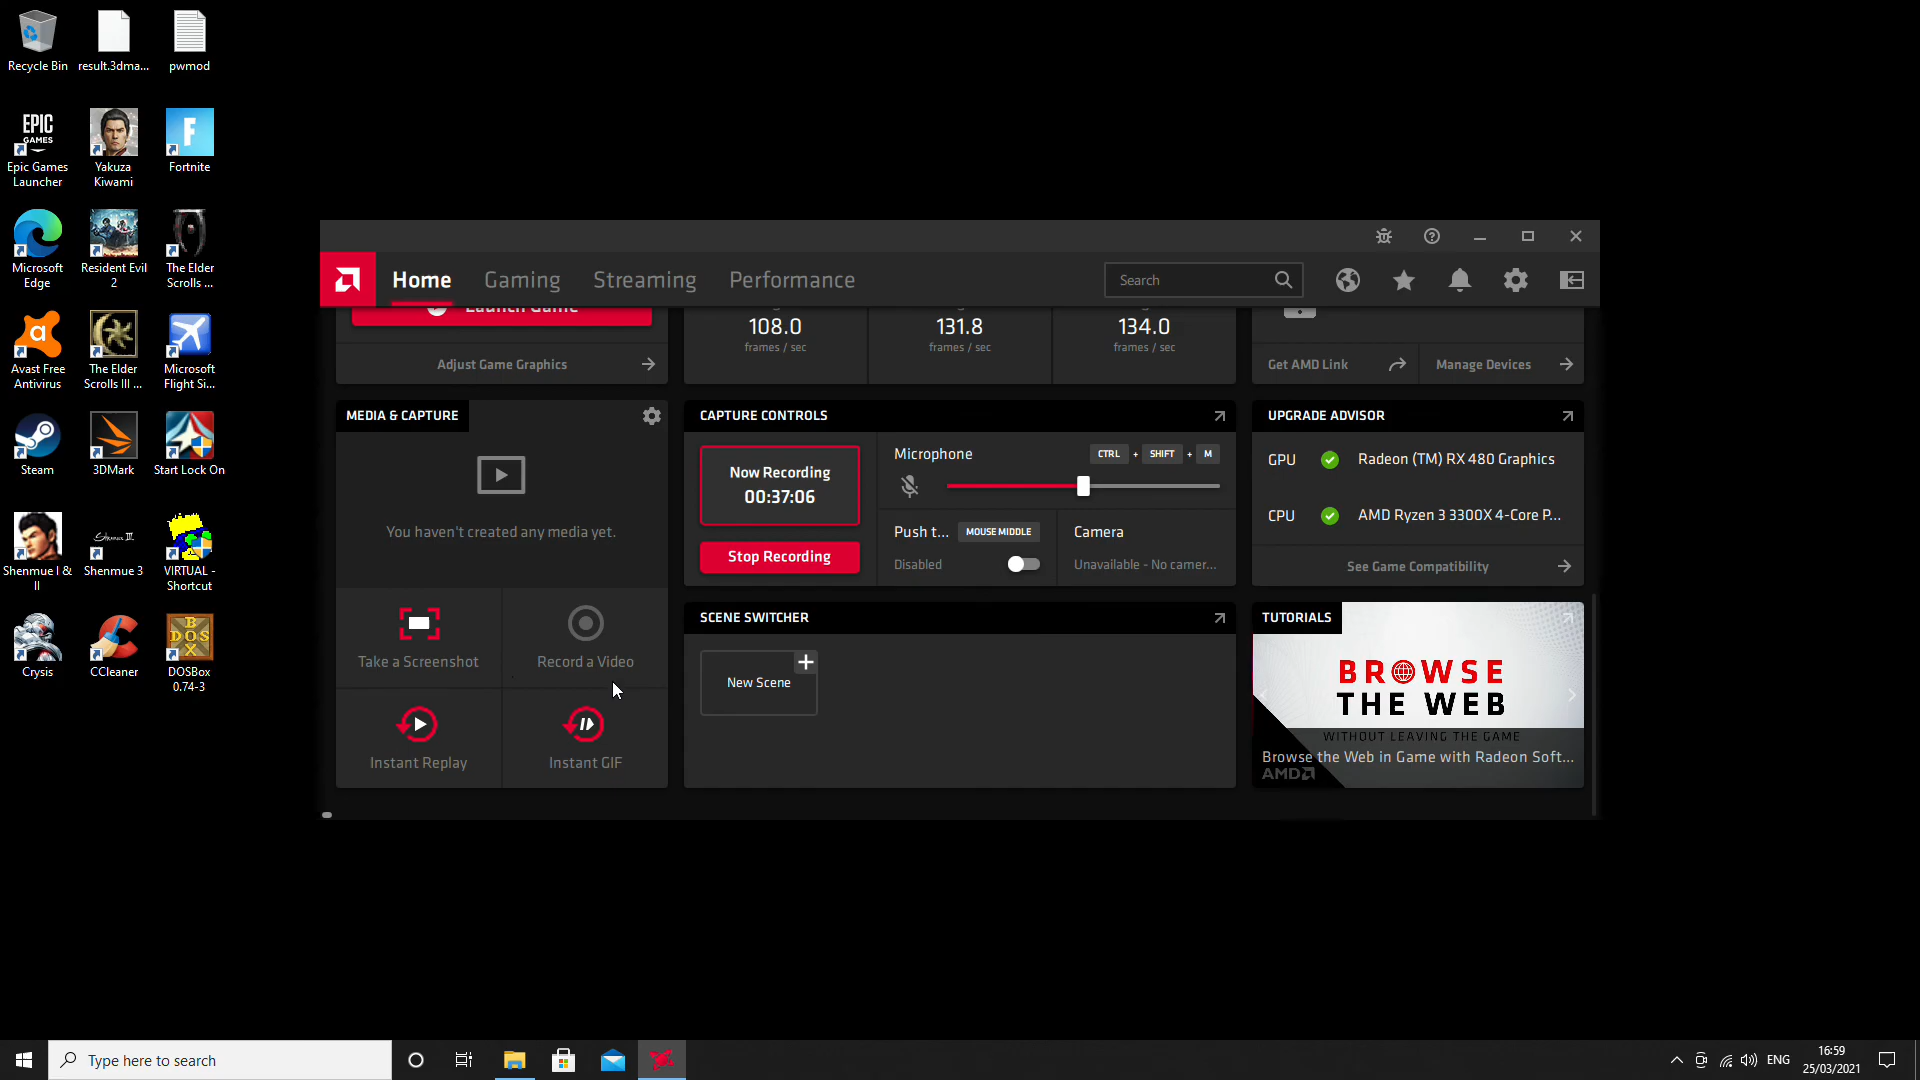 Recycle Bin
result.3dma...
pwmod
EPIC
GAMES
Epic Games
Launcher
Yakuza
Kiwami
Fortnite
Microsoft
Edge
Resident Evil
2
The Elder
Scrolls ...
Avast Free
Antivirus
The Elder
Scrolls III ...
Microsoft
Flight Si...
Steam
3DMark
Start Lock On
Shenmue I &
II
Shenmue 3
VIRTUAL -
Shortcut
Crysis
CCleaner
DOSBox
0.74-3
Home
Gaming
Streaming
Performance
Search
Launch Game
Adjust Game Graphics
108.0
frames / sec
131.8
frames / sec
134.0
frames / sec
Get AMD Link
Manage Devices
MEDIA & CAPTURE
You haven't created any media yet.
Take a Screenshot
Record a Video
Instant Replay
Instant GIF
CAPTURE CONTROLS
Now Recording
00:37:06
Stop Recording
Microphone
CTRL + SHIFT + M
Push t...
MOUSE MIDDLE
Disabled
Camera
Unavailable - No camer...
SCENE SWITCHER
New Scene
UPGRADE ADVISOR
GPU
Radeon (TM) RX 480 Graphics
CPU
AMD Ryzen 3 3300X 4-Core P...
See Game Compatibility
TUTORIALS
BROWSE
THE WEB
WITHOUT LEAVING THE GAME
Browse the Web in Game with Radeon Soft...
AMD
Type here to search
ENG
16:59
25/03/2021